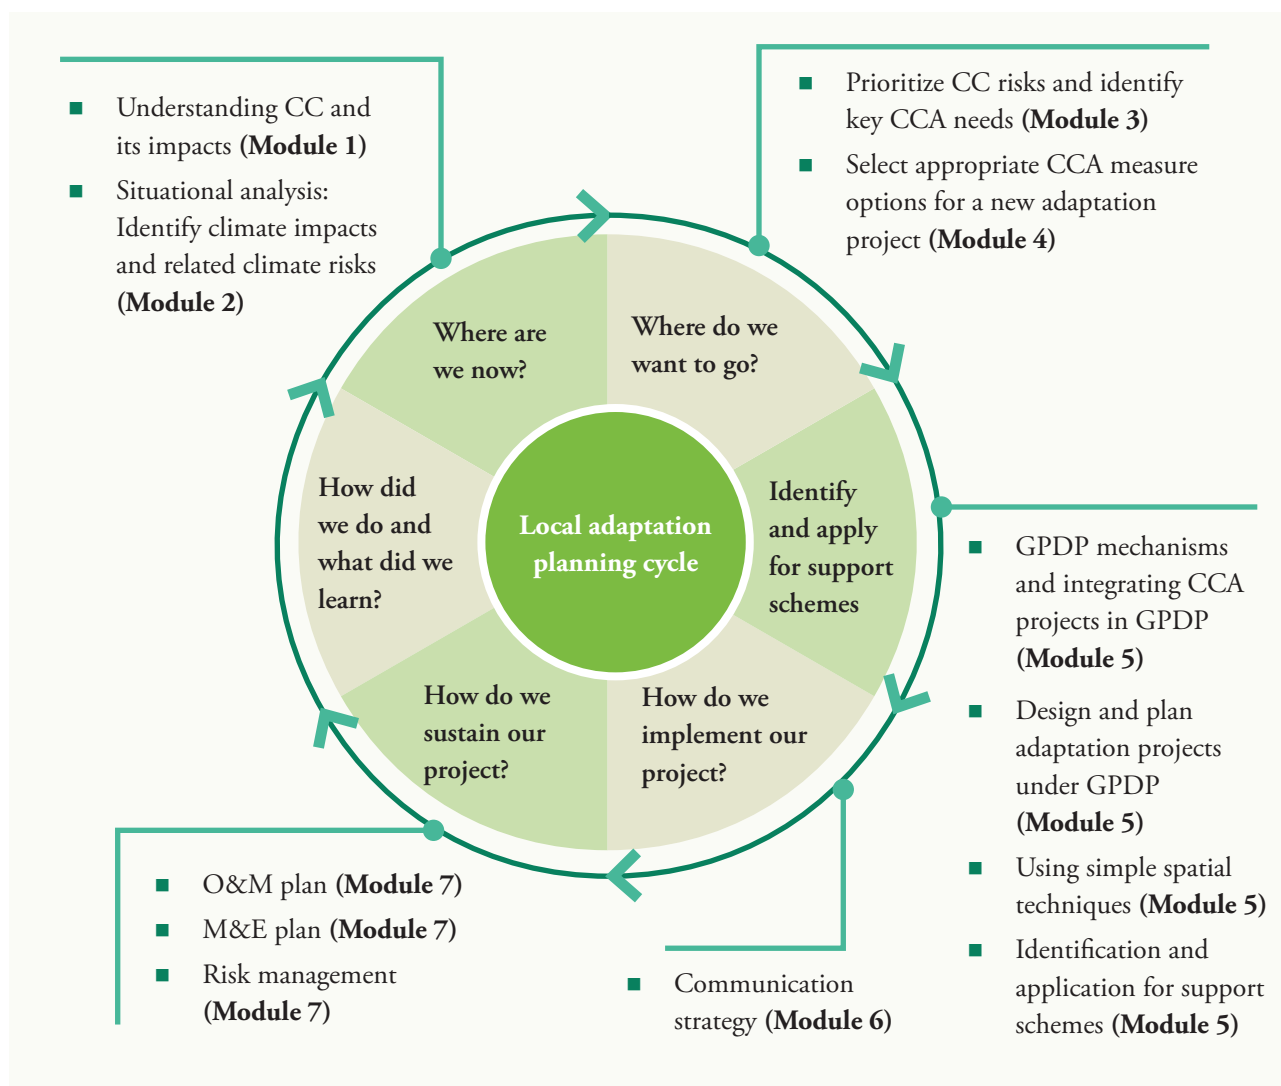 Understanding CC and
its impacts (Module 1)
Situational analysis:
Identify climate impacts
and related climate risks
(Module 2)
Prioritize CC risks and identify
key CCA needs (Module 3)
Select appropriate CCA measure
options for a new adaptation
project (Module 4)
Where are
we now?
Where do we
want to go?
Identify
and apply
for support
schemes
How do we
implement our
project?
How do we
sustain our
project?
How did
we do and
what did we
learn?
Local adaptation
planning cycle
GPDP mechanisms
and integrating CCA
projects in GPDP
(Module 5)
Design and plan
adaptation projects
under GPDP
(Module 5)
Using simple spatial
techniques (Module 5)
Identification and
application for support
schemes (Module 5)
Communication
strategy (Module 6)
O&M plan (Module 7)
M&E plan (Module 7)
Risk management
(Module 7)